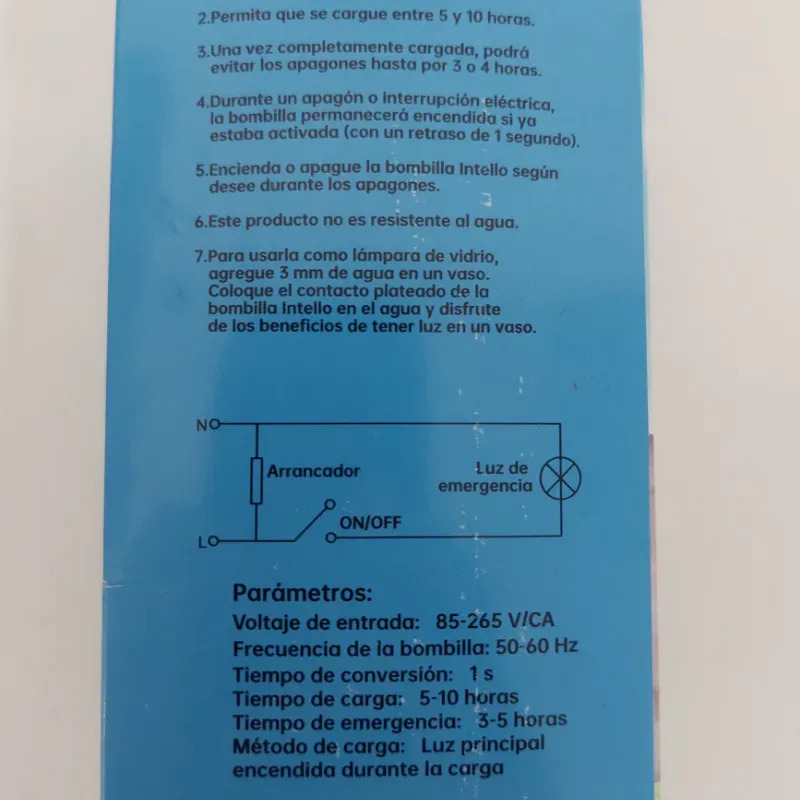 2.Permita que se cargue entre 5 y 10 horas.
3.Una vez completamente cargada, podrá
evitar los apagones hasta por 3 o 4 horas.
4.Durante un apagón o interrupción eléctrica,
la bombilla permanecerá encendida si ya
estaba activada (con un retraso de 1 segundo).
5.Encienda o apague la bombilla Intello según
desee durante los apagones.
6.Este producto no es resistente al agua.
7.Para usarla como lámpara de vidrio,
agregue 3 mm de agua en un vaso.
Coloque el contacto plateado de la
bombilla Intello en el agua y disfrute
de los beneficios de tener luz en un vaso.
N
Arrancador
Luz de
emergencia
ON/OFF
L
Parámetros:
Voltaje de entrada: 85-265 V/CA
Frecuencia de la bombilla: 50-60 Hz
Tiempo de conversión: 1 s
Tiempo de carga: 5-10 horas
Tiempo de emergencia: 3-5 horas
Método de carga: Luz principal
encendida durante la carga